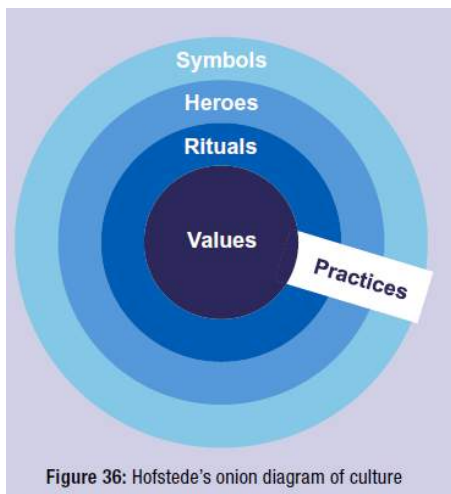 Symbols
Heroes
Rituals
Values
Practices
Figure 36: Hofstede's onion diagram of culture